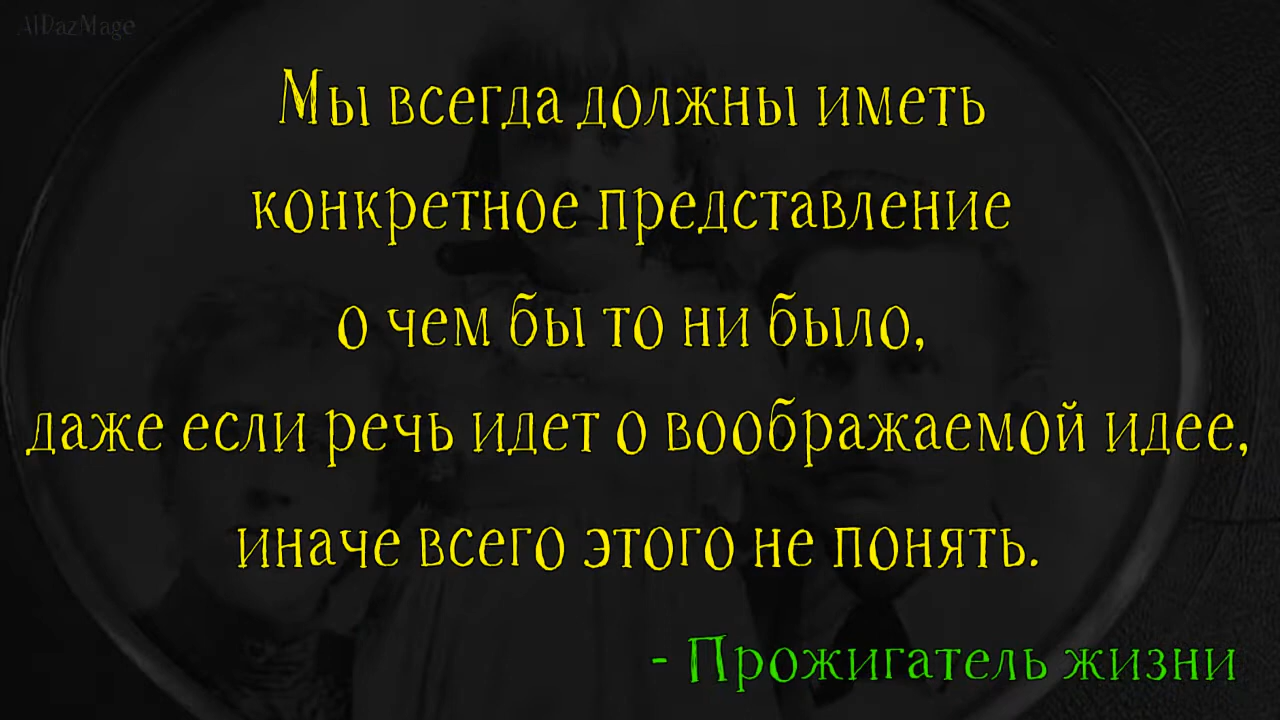 AlDazMage
Мы всегда должны иметь
конкретное представление
о чем бы то ни было,
даже если речь идет о воображаемой идее,
иначе всего этого не понять.
- Прожигатель жизни